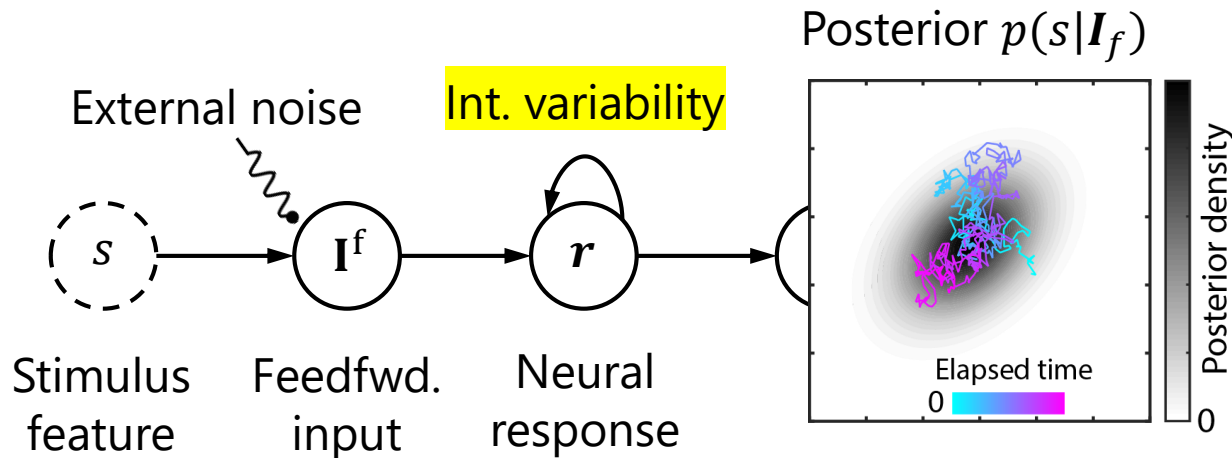 Posterior p(s|I_f)
External noise
Int. variability
s
I^f
r
Stimulus
feature
Feedfwd.
input
Neural
response
Elapsed time
0
Posterior density
0